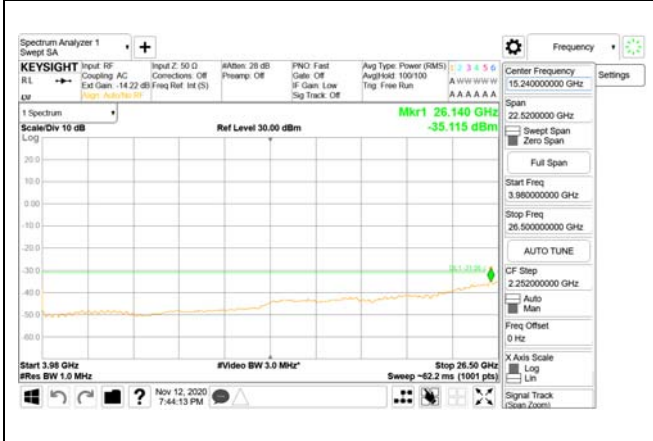 Spectrum Analyzer 1
Swept SA
Frequency
KEYSIGHT
RL
Input: RF
Coupling: AC
Ext Gain: -14.22 dB
Align: Auto/No RF
Input Z: 50 Ω
Corrections: Off
Freq Ref: Int (S)
#Atten: 28 dB
Preamp: Off
PNO: Fast
Gate: Off
IF Gain: Low
Sig Track: Off
Avg Type: Power (RMS)
Avg|Hold: 100/100
Trig: Free Run
1 2 3 4 5 6
A W W W W W
A A A A A A
1 Spectrum
Scale/Div 10 dB
Log
Ref Level 30.00 dBm
Mkr1 26.140 GHz
-35.115 dBm
20.0
10.0
0.00
-10.0
-20.0
-30.0
-40.0
-50.0
-60.0
Start 3.98 GHz
#Res BW 1.0 MHz
#Video BW 3.0 MHz*
Stop 26.50 GHz
Sweep ~62.2 ms (1001 pts)
Nov 12, 2020
7:44:13 PM
Center Frequency
15.240000000 GHz
Settings
Span
22.5200000 GHz
Swept Span
Zero Span
Full Span
Start Freq
3.980000000 GHz
Stop Freq
26.500000000 GHz
AUTO TUNE
CF Step
2.252000000 GHz
Auto
Man
Freq Offset
0 Hz
X Axis Scale
Log
Lin
Signal Track
(Span Zoom)